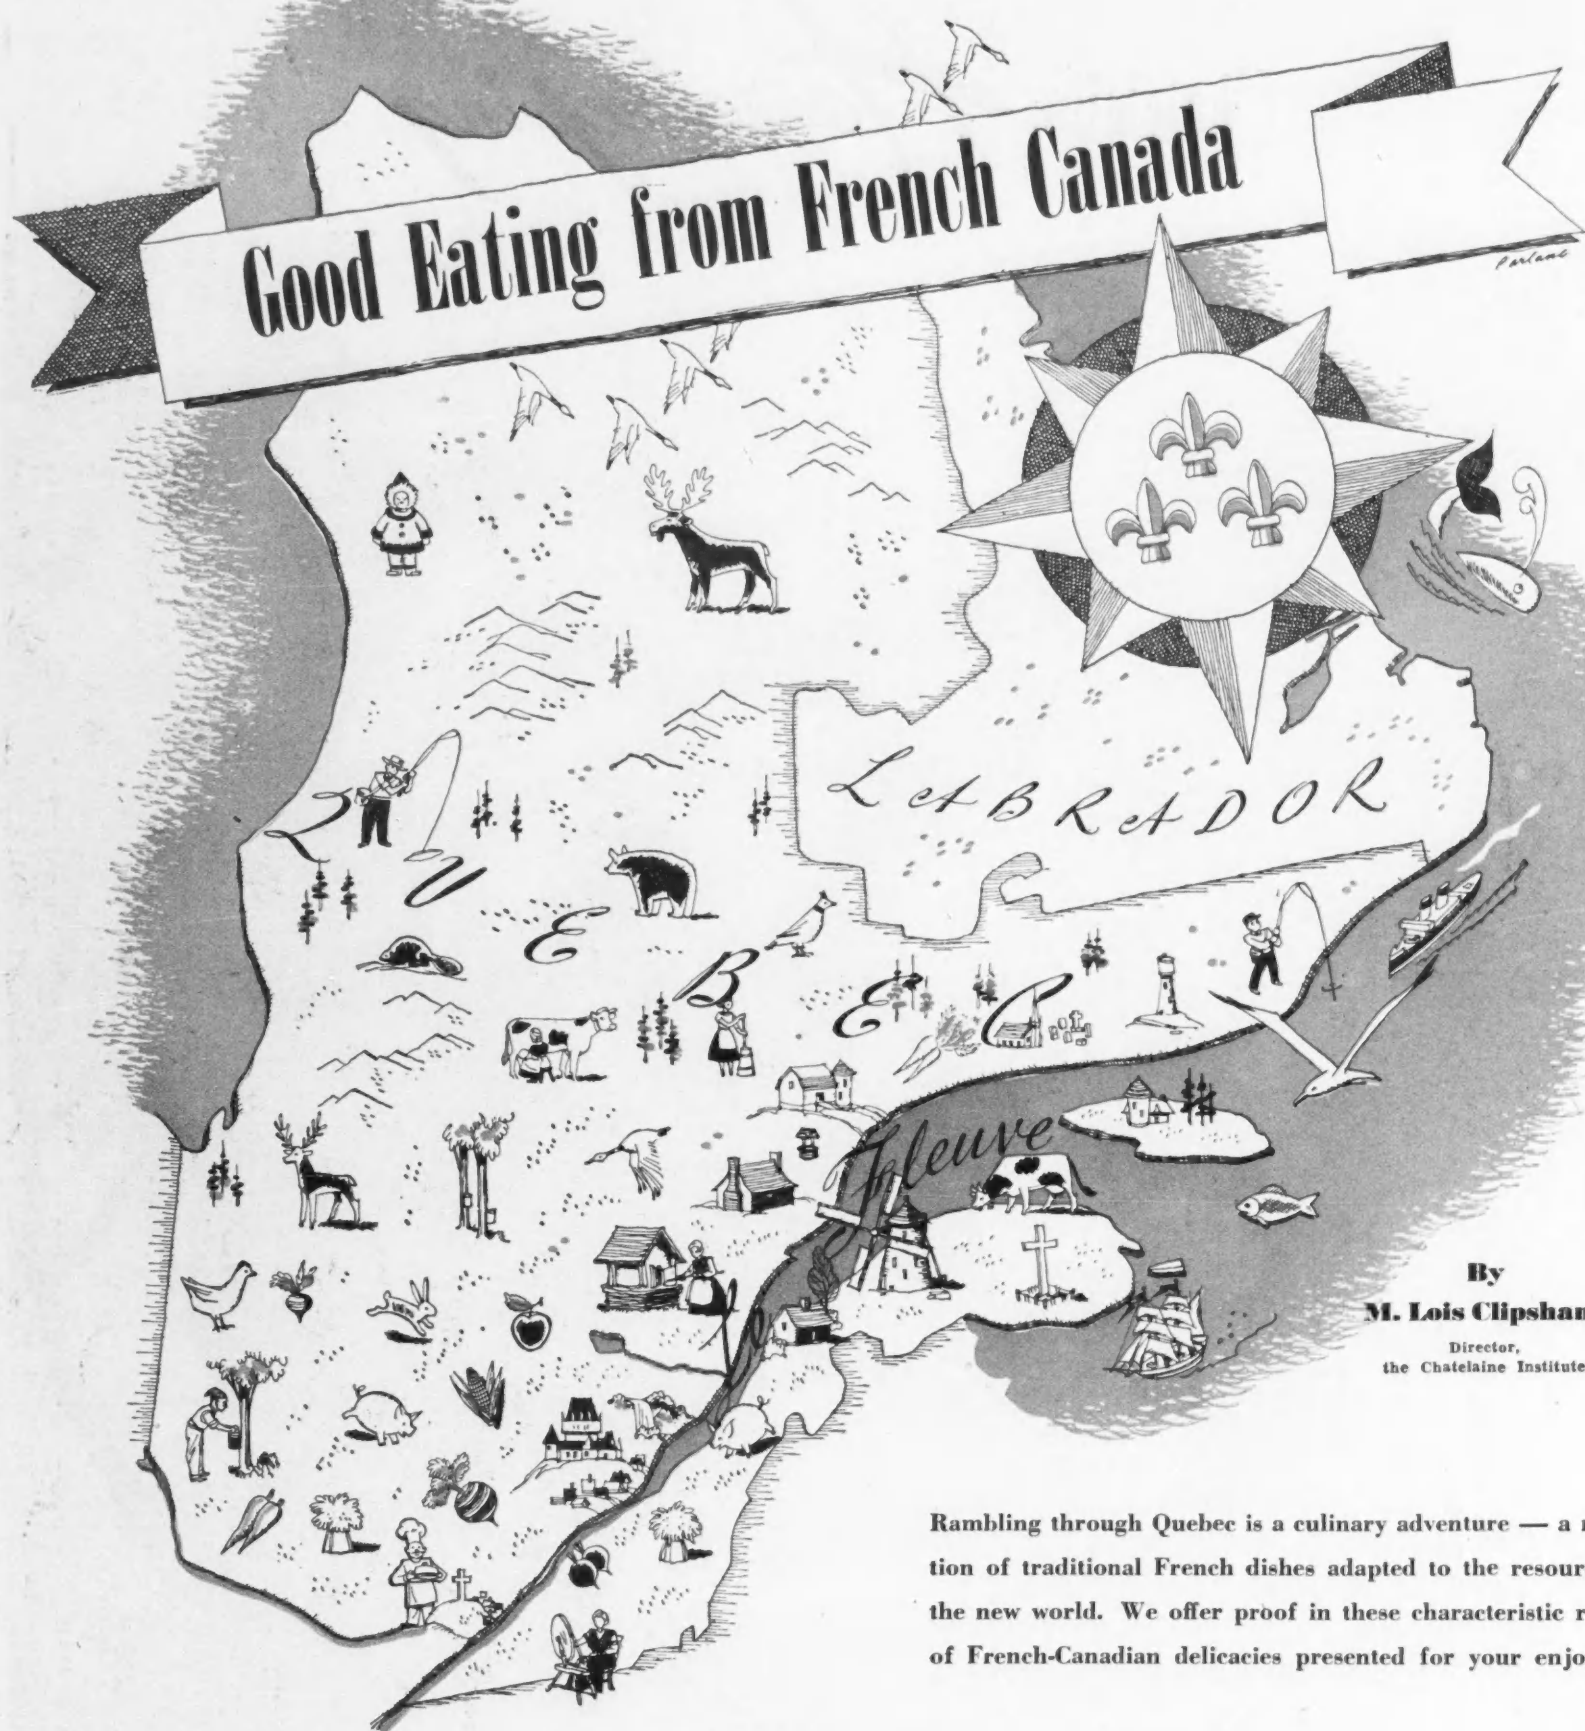 Good Eating from French Canada
Parlane
LABRADOR
QUEBEC
Fleuve
By
M. Lois Clipsham
Director,
the Chatelaine Institute
Rambling through Quebec is a culinary adventure — a
tion of traditional French dishes adapted to the resour
the new world. We offer proof in these characteristic r
of French-Canadian delicacies presented for your enjo